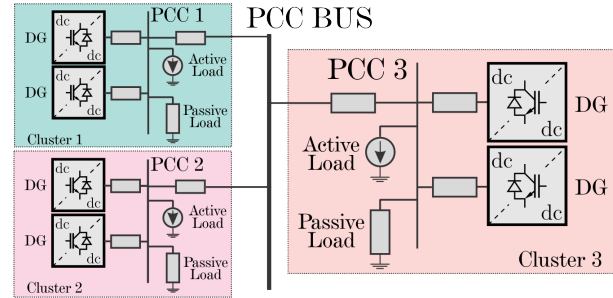 PCC BUS
PCC 1
dc
DG
dc
dc
DG
dc
Active
Load
Passive
Load
Cluster 1
PCC 2
dc
DG
dc
dc
DG
dc
Active
Load
Passive
Load
Cluster 2
PCC 3
dc
DG
dc
Active
Load
dc
DG
dc
Passive
Load
Cluster 3